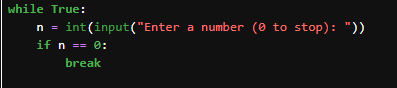 while True:
    n = int(input("Enter a number (0 to stop): "))
    if n == 0:
        break